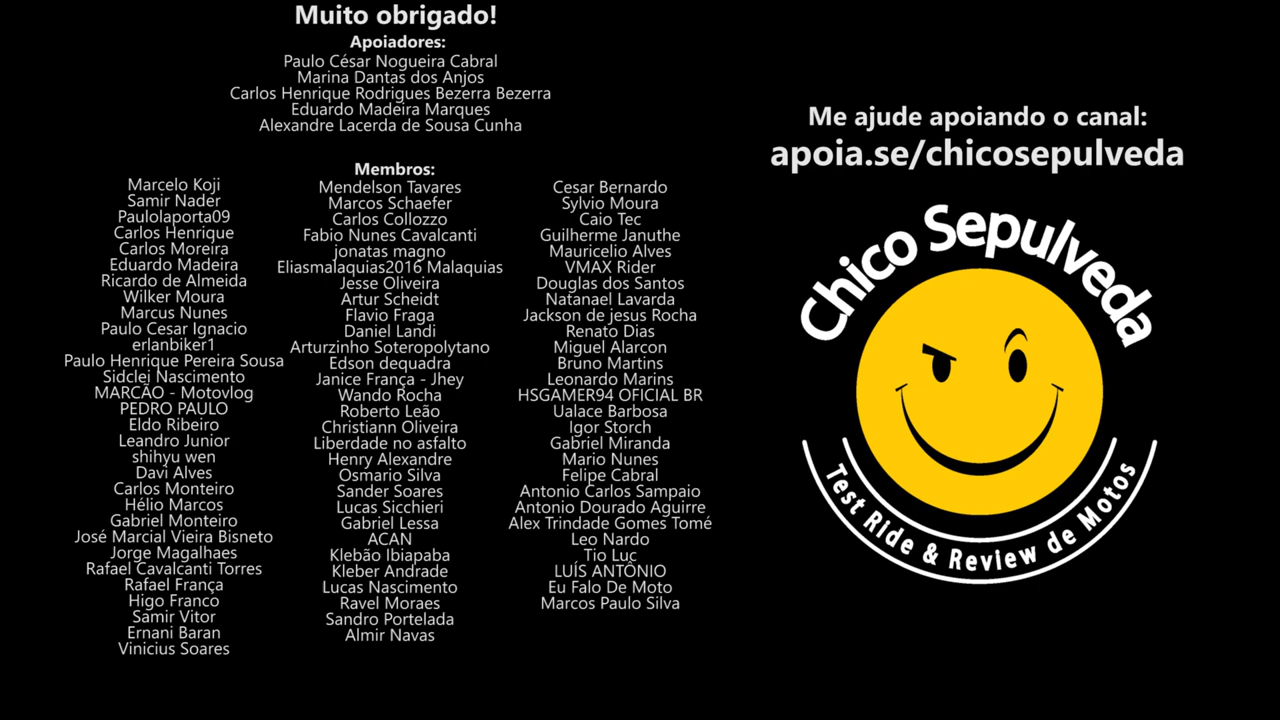 Muito obrigado!
Apoiadores:
Paulo César Nogueira Cabral
Marina Dantas dos Anjos
Carlos Henrique Rodrigues Bezerra Bezerra
Eduardo Madeira Marques
Alexandre Lacerda de Sousa Cunha
Membros:
Marcelo Koji
Samir Nader
Paulolaporta09
Carlos Henrique
Carlos Moreira
Eduardo Madeira
Ricardo de Almeida
Wilker Moura
Marcus Nunes
Paulo Cesar Ignacio
erlanbiker1
Paulo Henrique Pereira Sousa
Sidclei Nascimento
MARCÃO - Motovlog
PEDRO PAULO
Eldo Ribeiro
Leandro Junior
shihyu wen
Davi Alves
Carlos Monteiro
Hélio Marcos
Gabriel Monteiro
José Marcial Vieira Bisneto
Jorge Magalhaes
Rafael Cavalcanti Torres
Rafael França
Higo Franco
Samir Vitor
Ernani Baran
Vinicius Soares
Mendelson Tavares
Marcos Schaefer
Carlos Collozzo
Fabio Nunes Cavalcanti
jonatas magno
Eliasmalaquias2016 Malaquias
Jesse Oliveira
Artur Scheidt
Flavio Fraga
Daniel Landi
Arturzinho Soteropolytano
Edson dequadra
Janice França - Jhey
Wando Rocha
Roberto Leão
Christiann Oliveira
Liberdade no asfalto
Henry Alexandre
Osmario Silva
Sander Soares
Lucas Sicchieri
Gabriel Lessa
ACAN
Klebão Ibiapaba
Kleber Andrade
Lucas Nascimento
Ravel Moraes
Sandro Portelada
Almir Navas
Cesar Bernardo
Sylvio Moura
Caio Tec
Guilherme Januthe
Mauricelio Alves
VMAX Rider
Douglas dos Santos
Natanael Lavarda
Jackson de jesus Rocha
Renato Dias
Miguel Alarcon
Bruno Martins
Leonardo Marins
HSGAMER94 OFICIAL BR
Ualace Barbosa
Igor Storch
Gabriel Miranda
Mario Nunes
Felipe Cabral
Antonio Carlos Sampaio
Antonio Dourado Aguirre
Alex Trindade Gomes Tomé
Leo Nardo
Tio Luc
LUÍS ANTÔNIO
Eu Falo De Moto
Marcos Paulo Silva
Me ajude apoiando o canal:
apoia.se/chicosepulveda
Chico Sepulveda
Test Ride & Review de Motos